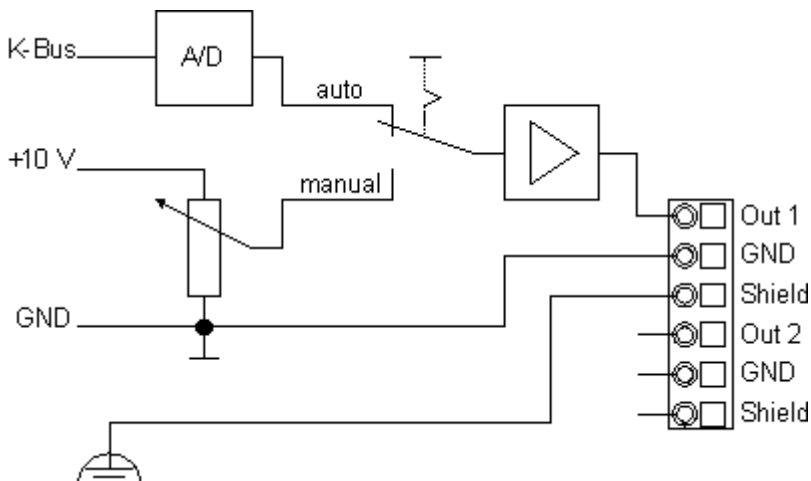 K-Bus
A/D
auto
+10 V
manual
Out 1
GND
Shield
GND
Out 2
GND
Shield